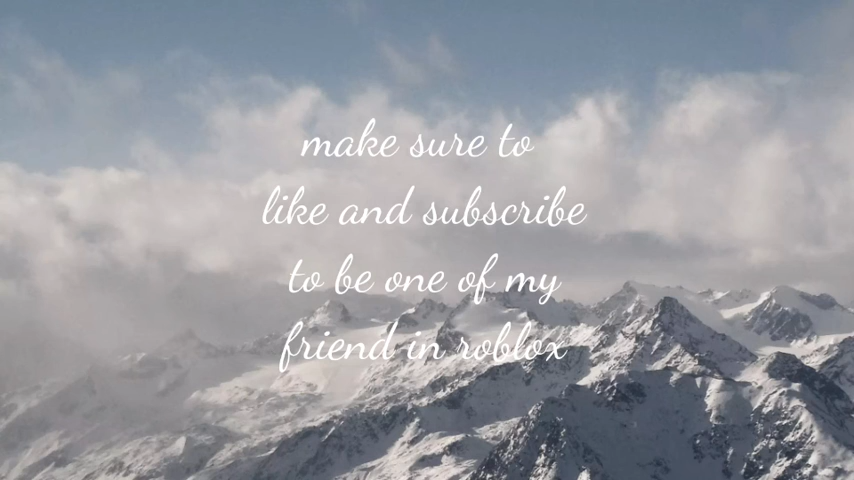 make sure to
like and subscribe
to be one of my
friend in roblox